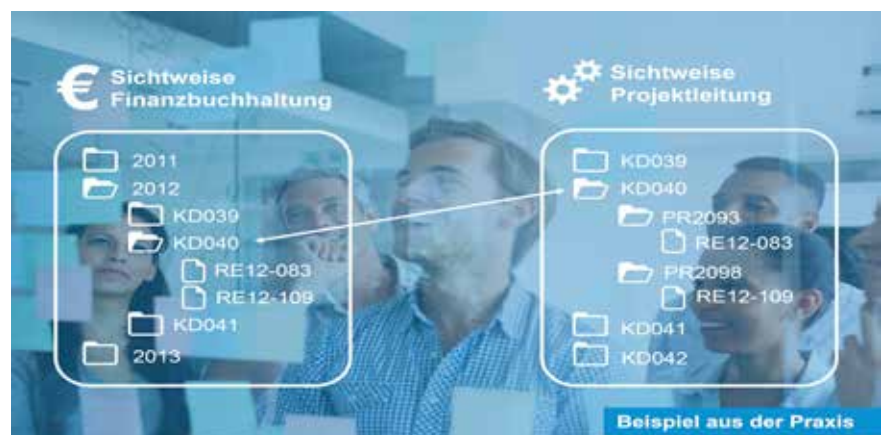 € Sichtweise
Finanzbuchhaltung
2011
2012
KD039
KD040
RE12-083
RE12-109
KD041
2013
Sichtweise
Projektleitung
KD039
KD040
PR2093
RE12-083
PR2098
RE12-109
KD041
KD042
Beispiel aus der Praxis